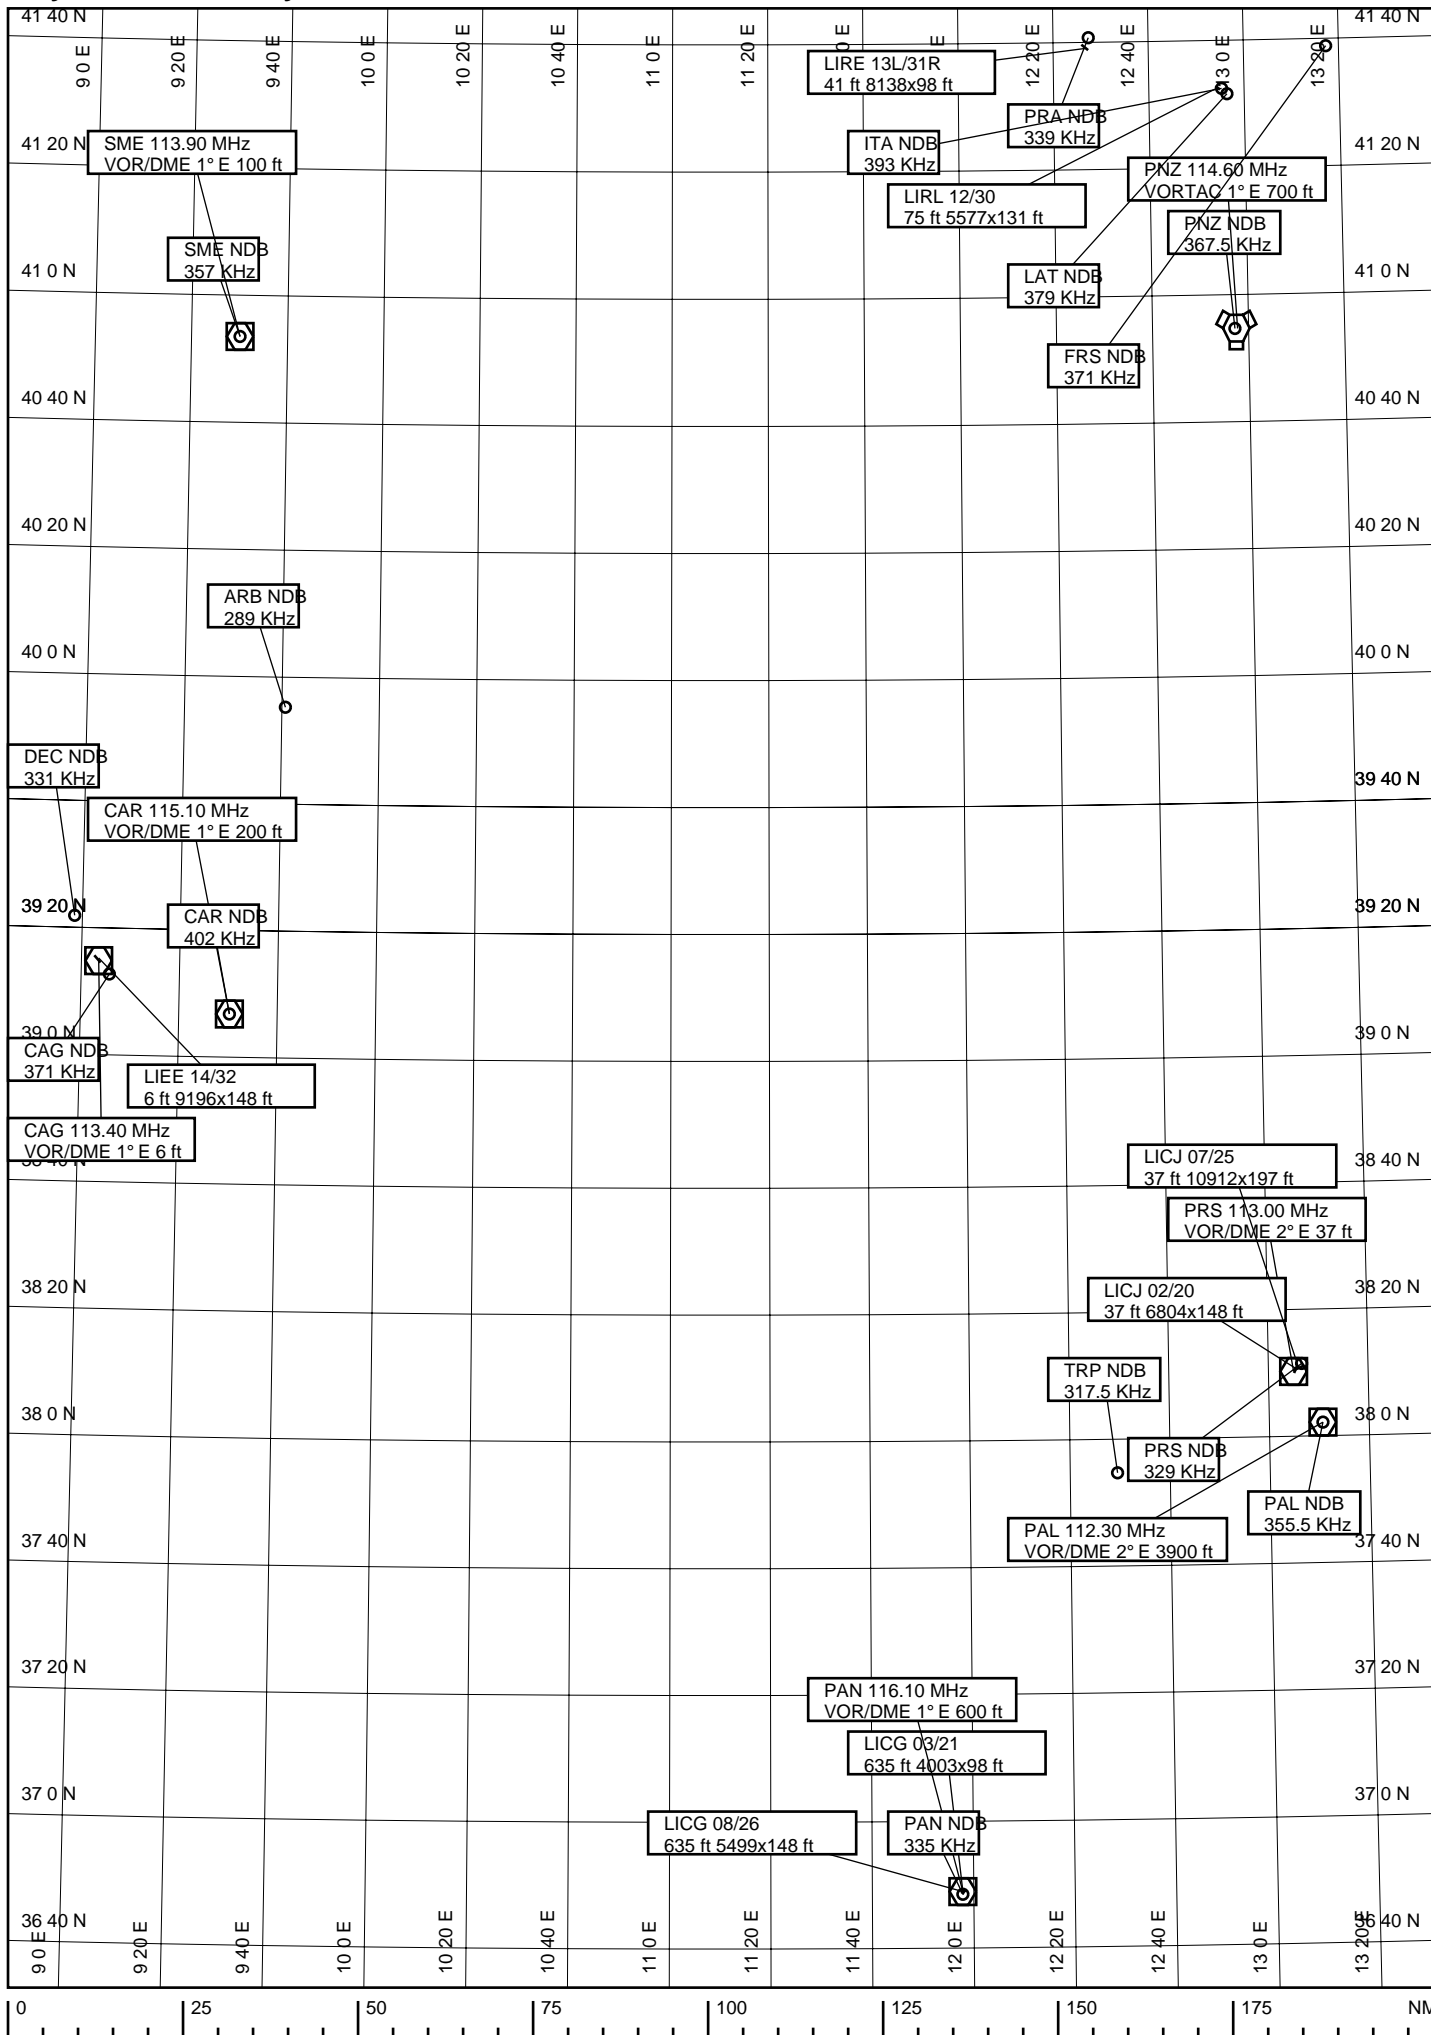 41 40 N
41 40 N
9 0 E
9 20 E
9 40 E
10 0 E
10 20 E
10 40 E
11 0 E
11 20 E
0 E
E
12 20 E
12 40 E
13 0 E
13 20 E
LIRE 13L/31R
41 ft 8138x98 ft
PRA NDB
339 KHz
41 20 N
SME 113.90 MHz
VOR/DME 1° E 100 ft
ITA NDB
393 KHz
41 20 N
PNZ 114.60 MHz
VORTAC 1° E 700 ft
LIRL 12/30
75 ft 5577x131 ft
PNZ NDB
367.5 KHz
SME NDB
357 KHz
41 0 N
LAT NDB
379 KHz
41 0 N
FRS NDB
371 KHz
40 40 N
40 40 N
40 20 N
40 20 N
ARB NDB
289 KHz
40 0 N
40 0 N
DEC NDB
331 KHz
39 40 N
CAR 115.10 MHz
VOR/DME 1° E 200 ft
39 20 N
39 20 N
CAR NDB
402 KHz
39 0 N
39 0 N
CAG NDB
371 KHz
LIEE 14/32
6 ft 9196x148 ft
CAG 113.40 MHz
VOR/DME 1° E 6 ft
38 40 N
LICJ 07/25
37 ft 10912x197 ft
38 40 N
PRS 113.00 MHz
VOR/DME 2° E 37 ft
38 20 N
LICJ 02/20
37 ft 6804x148 ft
38 20 N
TRP NDB
317.5 KHz
38 0 N
38 0 N
PRS NDB
329 KHz
PAL NDB
355.5 KHz
PAL 112.30 MHz
VOR/DME 2° E 3900 ft
37 40 N
37 40 N
37 20 N
37 20 N
PAN 116.10 MHz
VOR/DME 1° E 600 ft
LICG 03/21
635 ft 4003x98 ft
37 0 N
37 0 N
LICG 08/26
635 ft 5499x148 ft
PAN NDB
335 KHz
36 40 N
36 40 N
9 0 E
9 20 E
9 40 E
10 0 E
10 20 E
10 40 E
11 0 E
11 20 E
11 40 E
12 0 E
12 20 E
12 40 E
13 0 E
13 20 E
0 25 50 75 100 125 150 175 NM